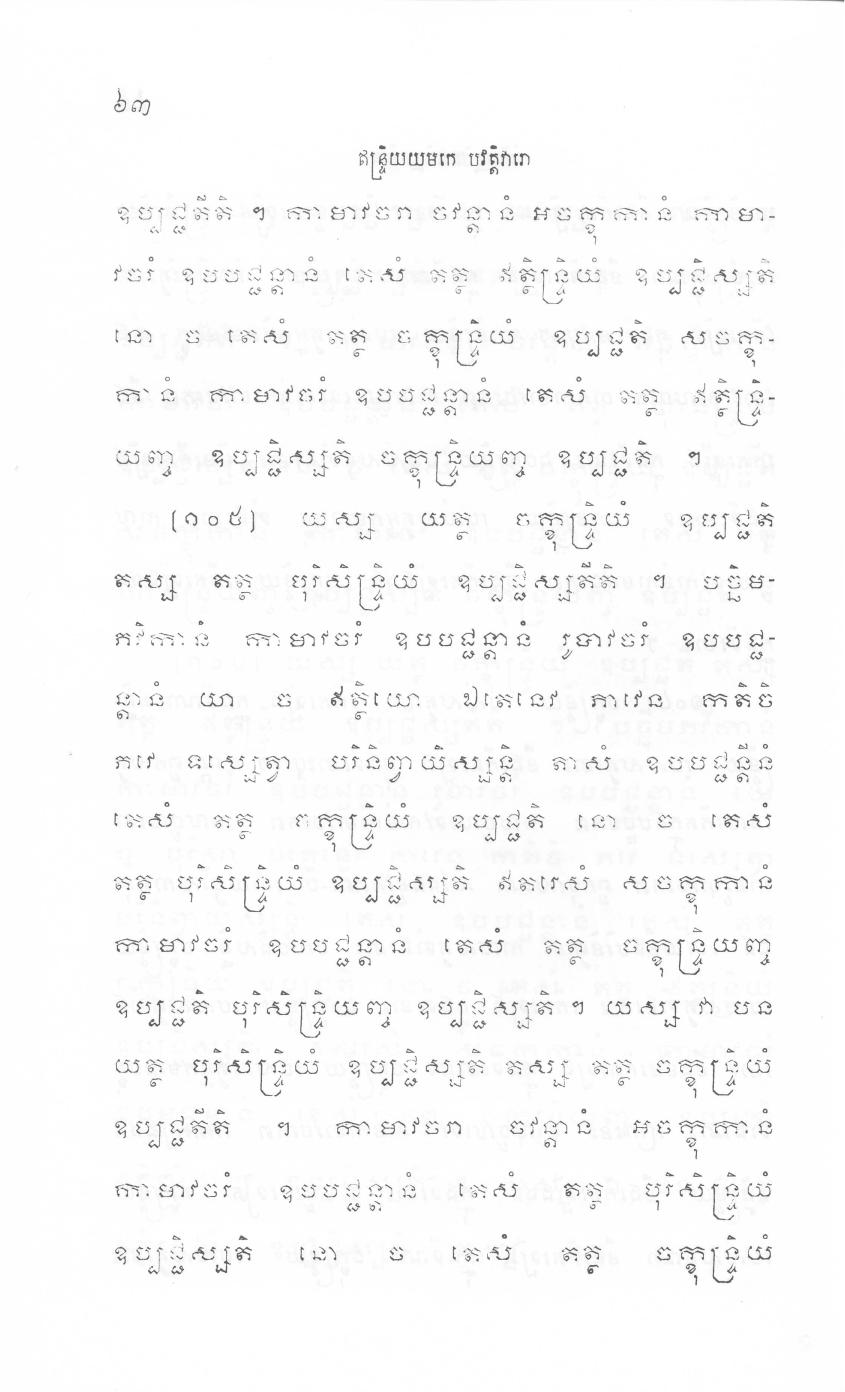 ៦៣
ឥន្ទ្រិយយមកេ បវត្តិវារោ
ឧប្បជ្ជតីតិ ។ កាមាវចរា ចវន្តានំ អចក្ខុកានំ កាមា-
វចរំ ឧបបជ្ជន្តានំ តេសំ តត្ថ ឥត្ថិន្ទ្រិយំ ឧប្បជ្ជិស្សតិ
នោ ច តេសំ តត្ថ ចក្ខុន្ទ្រិយំ ឧប្បជ្ជតិ សចក្ខុ-
កានំ កាមាវចរំ ឧបបជ្ជន្តានំ តេសំ តត្ថ ឥត្ថិន្ទ្រិ-
យញ្ច ឧប្បជ្ជិស្សតិ ចក្ខុន្ទ្រិយញ្ច ឧប្បជ្ជតិ ។
[១០៥] យស្ស យត្ថ ចក្ខុន្ទ្រិយំ ឧប្បជ្ជតិ
តស្ស តត្ថ បុរិសិន្ទ្រិយំ ឧប្បជ្ជិស្សតីតិ ។ បច្ឆិម-
ភវិកានំ កាមាវចរំ ឧបបជ្ជន្តានំ រូបាវចរំ ឧបបជ្ជ-
ន្តានំ យា ច ឥត្ថិយោ ឯតេនេវ ភាវេន កតិចិ
ភវេ ទស្សេត្វា បរិនិព្វាយិស្សន្តិ តាសំ ឧបបជ្ជន្តីនំ
តេសំ តត្ថ ចក្ខុន្ទ្រិយំ ឧប្បជ្ជតិ នោ ច តេសំ
តត្ថ បុរិសិន្ទ្រិយំ ឧប្បជ្ជិស្សតិ ឥតរេសំ សចក្ខុកានំ
កាមាវចរំ ឧបបជ្ជន្តានំ តេសំ តត្ថ ចក្ខុន្ទ្រិយញ្ច
ឧប្បជ្ជតិ បុរិសិន្ទ្រិយញ្ច ឧប្បជ្ជិស្សតិ ។ យស្ស វា បន
យត្ថ បុរិសិន្ទ្រិយំ ឧប្បជ្ជិស្សតិ តស្ស តត្ថ ចក្ខុន្ទ្រិយំ
ឧប្បជ្ជតីតិ ។ កាមាវចរា ចវន្តានំ អចក្ខុកានំ
កាមាវចរំ ឧបបជ្ជន្តានំ តេសំ តត្ថ បុរិសិន្ទ្រិយំ
ឧប្បជ្ជិស្សតិ នោ ច តេសំ តត្ថ ចក្ខុន្ទ្រិយំ